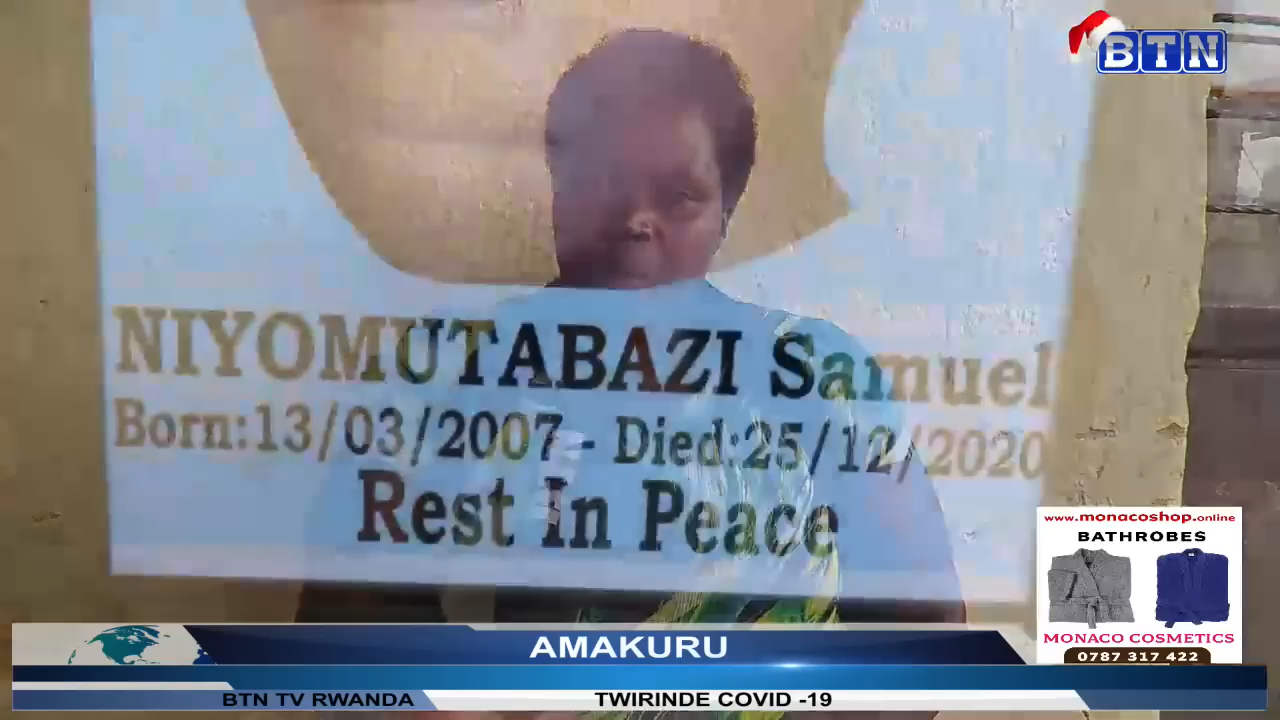 BTN
NIYOMUTABAZI Samuel
Born:13/03/2007 - Died:25/12/2020
Rest In Peace
www.monacoshop.online
BATHROBES
MONACO COSMETICS
0787 317 422
AMAKURU
BTN TV RWANDA
TWIRINDE COVID -19